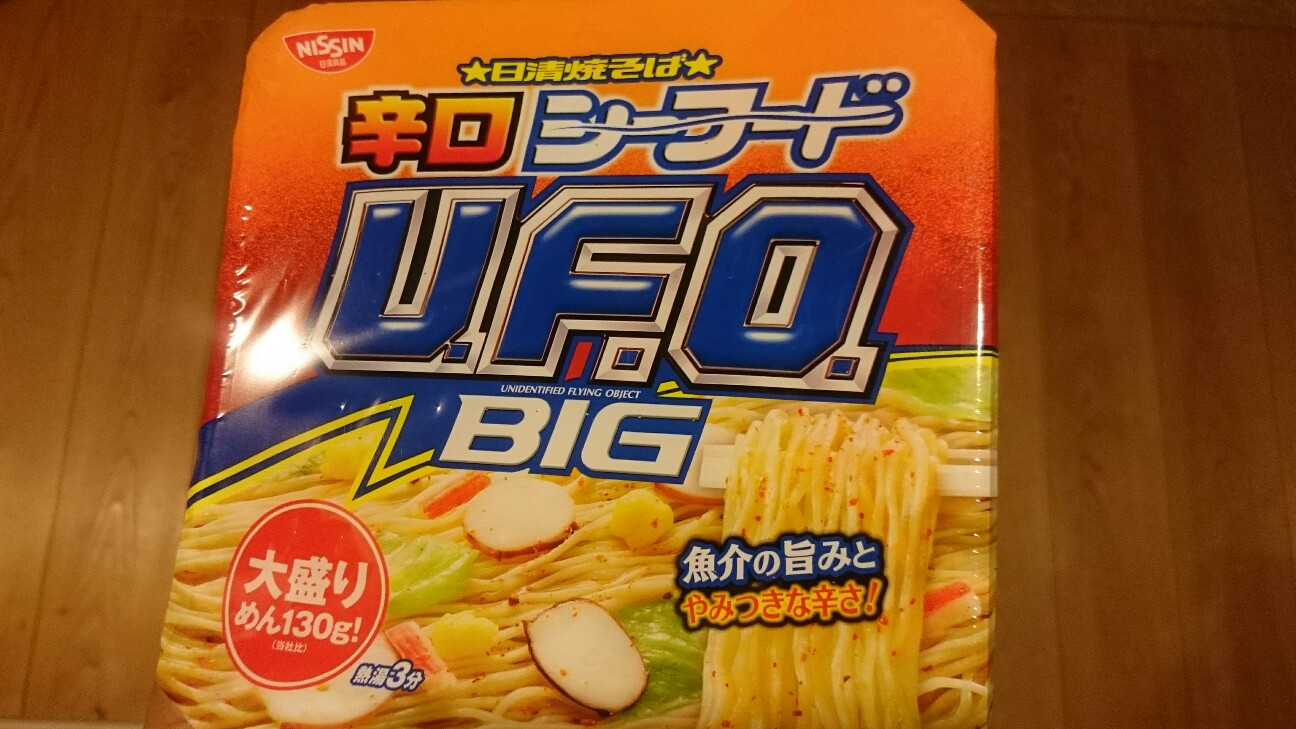 NISSIN
日清食品
★日清焼そば★
辛口シーフード
U.F.O.
UNIDENTIFIED FLYING OBJECT
BIG
魚介の旨みと
やみつきな辛さ!
大盛り
めん130g!
(当社比)
熱湯3分